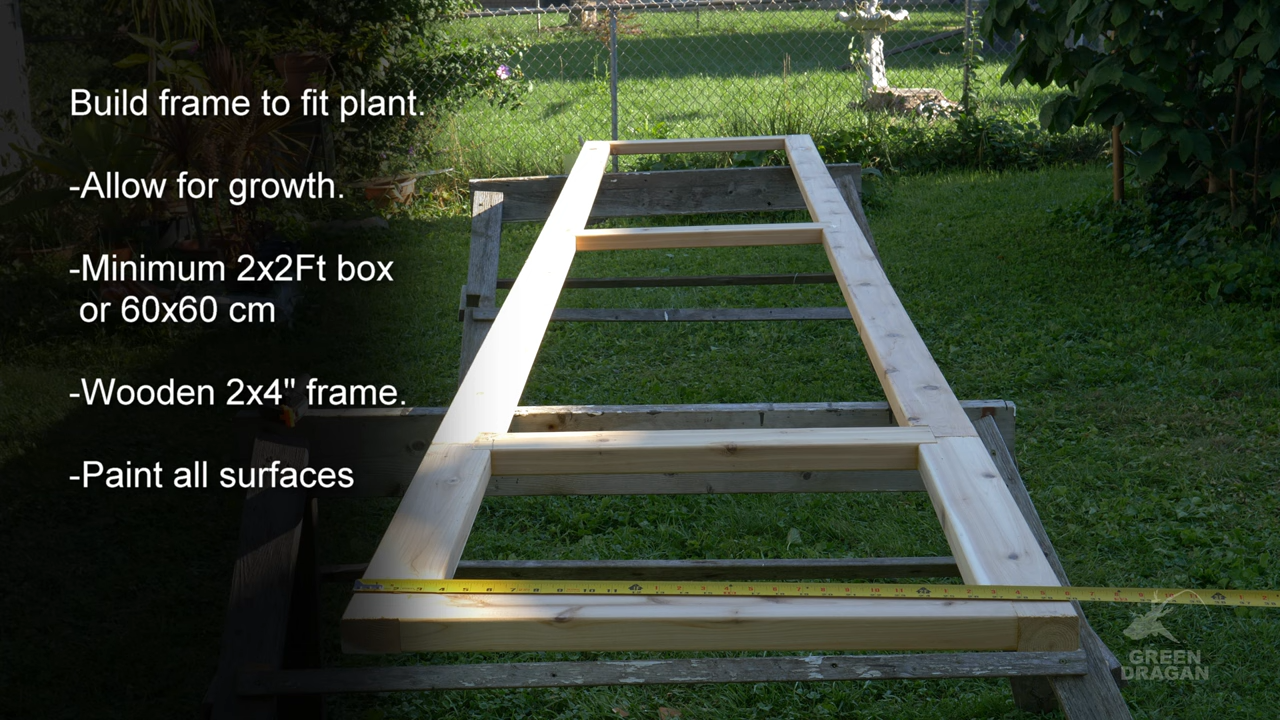 Build frame to fit plant.
-Allow for growth.
-Minimum 2x2Ft box
or 60x60 cm
-Wooden 2x4" frame.
-Paint all surfaces
GREEN
DRAGAN